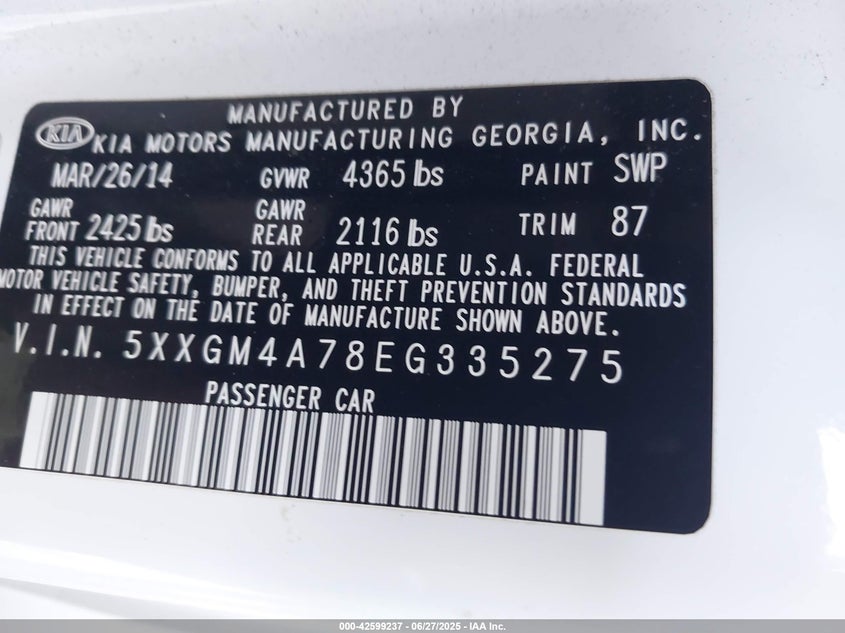 MANUFACTURED BY
KIA KIA MOTORS MANUFACTURING GEORGIA, INC.
MAR/26/14 GVWR 4365 lbs PAINT SWP
GAWR FRONT 2425 lbs GAWR REAR 2116 lbs TRIM 87
THIS VEHICLE CONFORMS TO ALL APPLICABLE U.S.A. FEDERAL
MOTOR VEHICLE SAFETY, BUMPER, AND THEFT PREVENTION STANDARDS
IN EFFECT ON THE DATE OF MANUFACTURE SHOWN ABOVE.
V.I.N. 5XXGM4A78EG335275
PASSENGER CAR
000-42599237 - 06/27/2025 - IAA Inc.